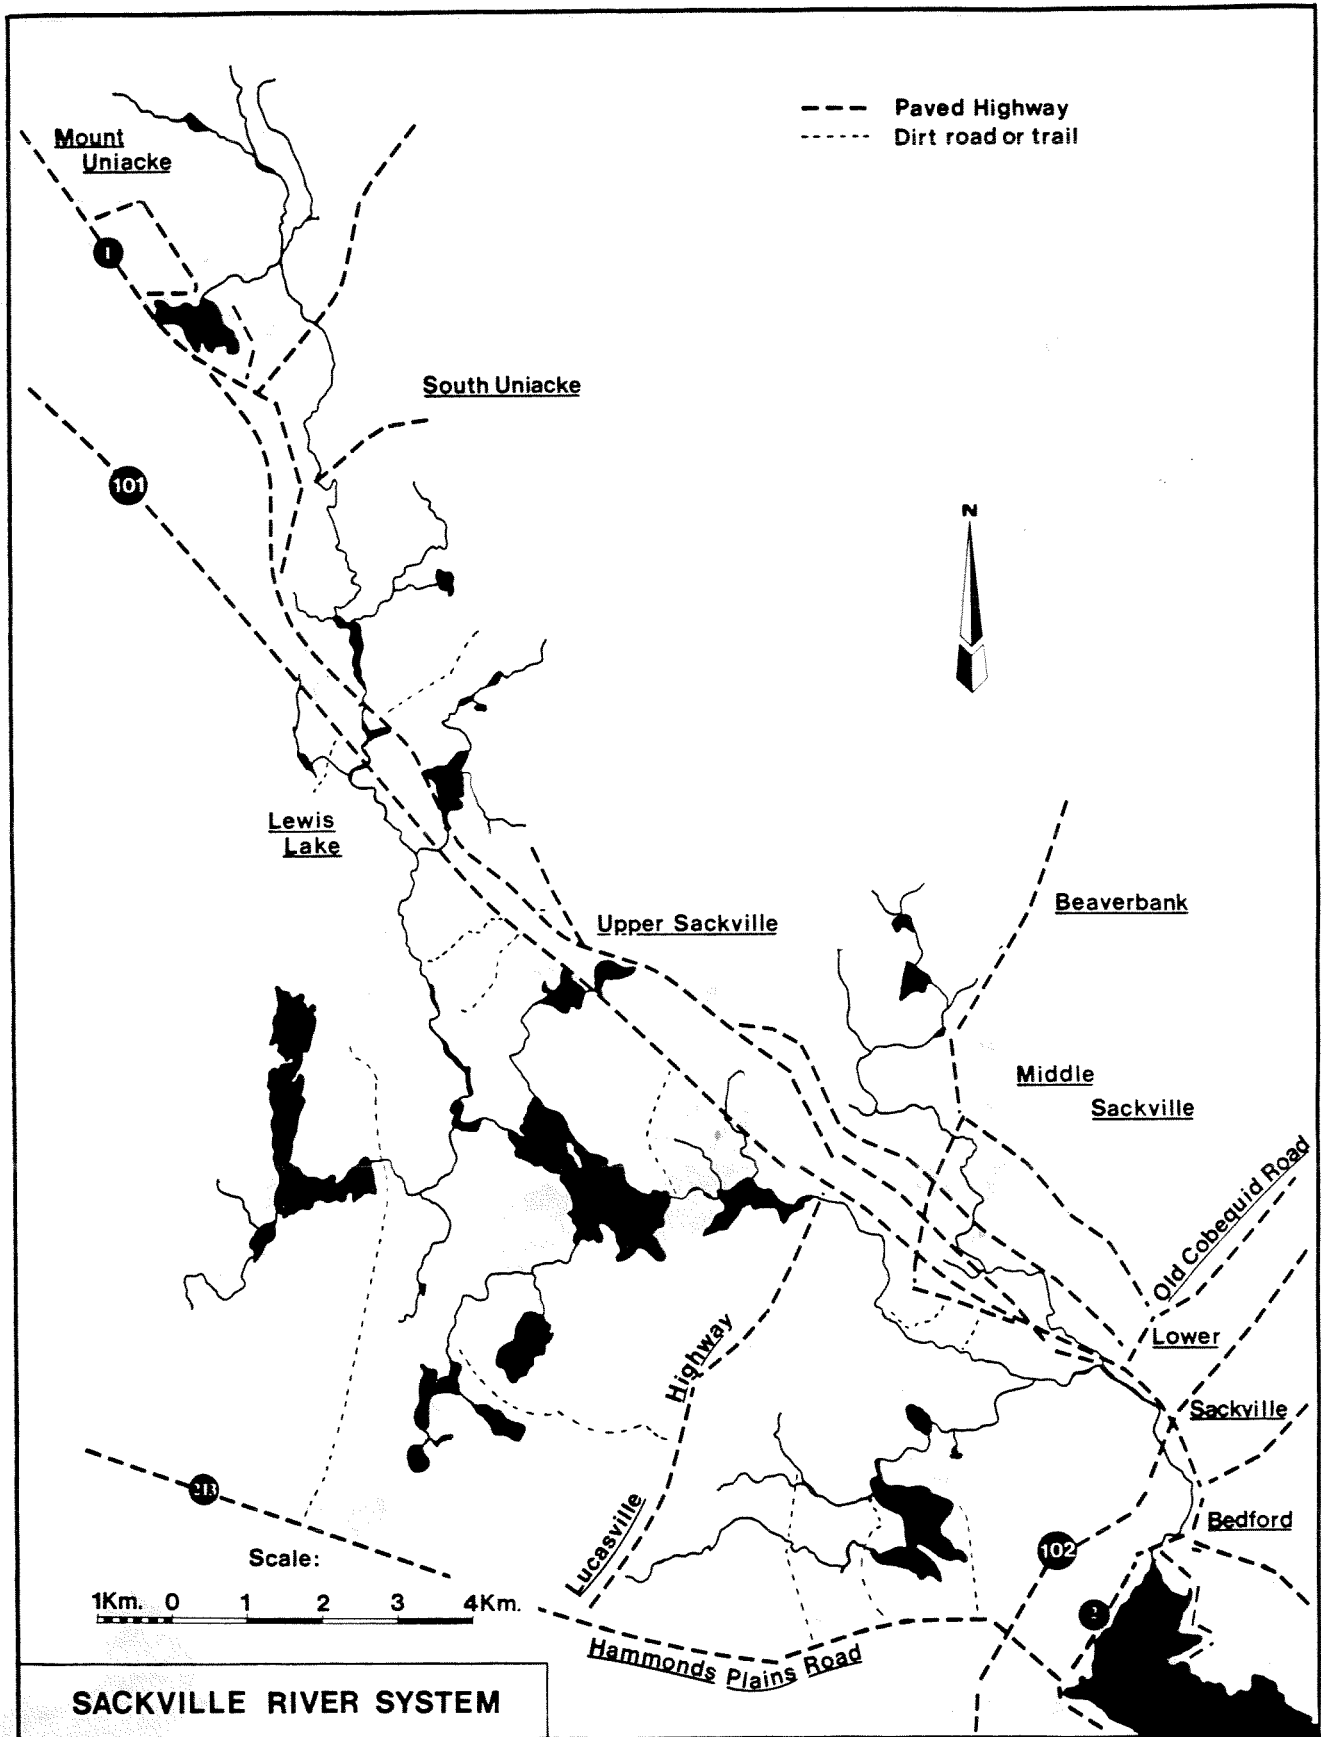 Paved Highway
Dirt road or trail
Mount
Uniacke
1
South Uniacke
101
N
Lewis
Lake
Upper Sackville
Beaverbank
Middle
Sackville
Old Cobequid Road
Lower
Highway
Sackville
213
Lucasville
Bedford
102
Scale:
1Km. 0 1 2 3 4Km.
2
Hammonds Plains Road
SACKVILLE RIVER SYSTEM